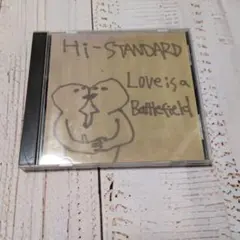 Hi-STANDARD
Love is a
Battlefield